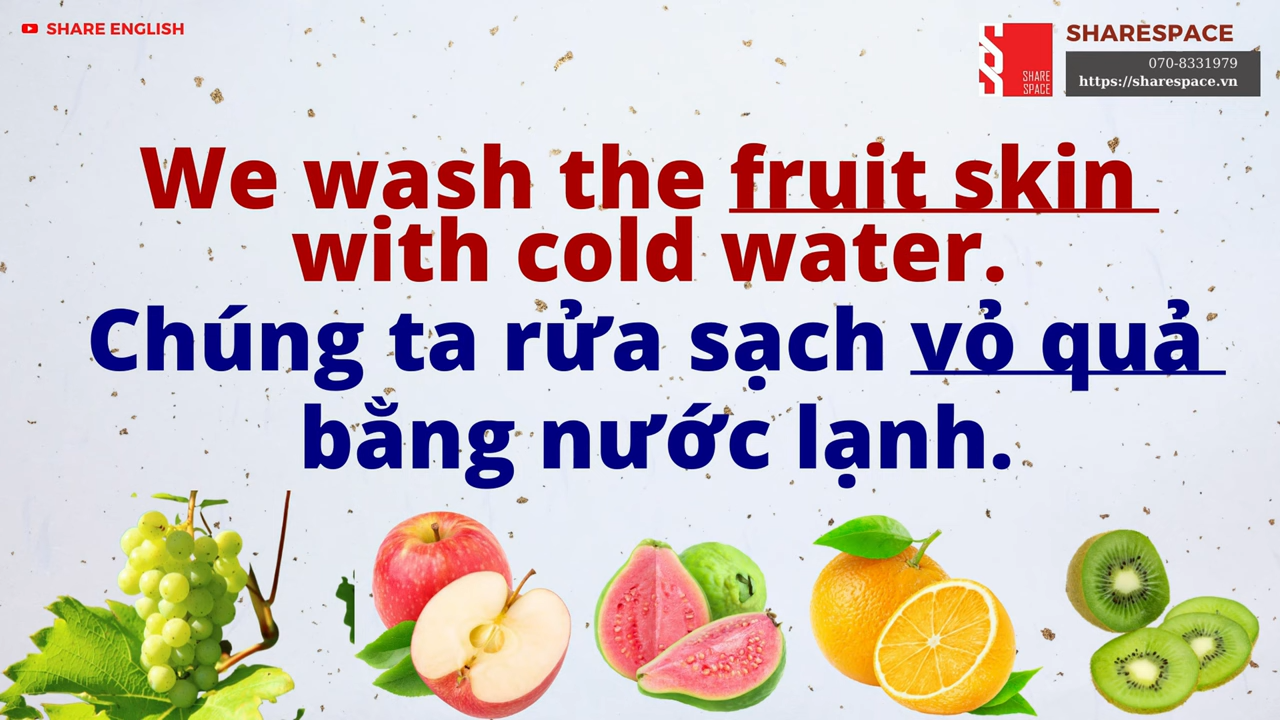 SHARE ENGLISH
SHARE
SPACE
SHARESPACE
070-8331979
https://sharespace.vn
We wash the fruit skin
with cold water.
Chúng ta rửa sạch vỏ quả
bằng nước lạnh.